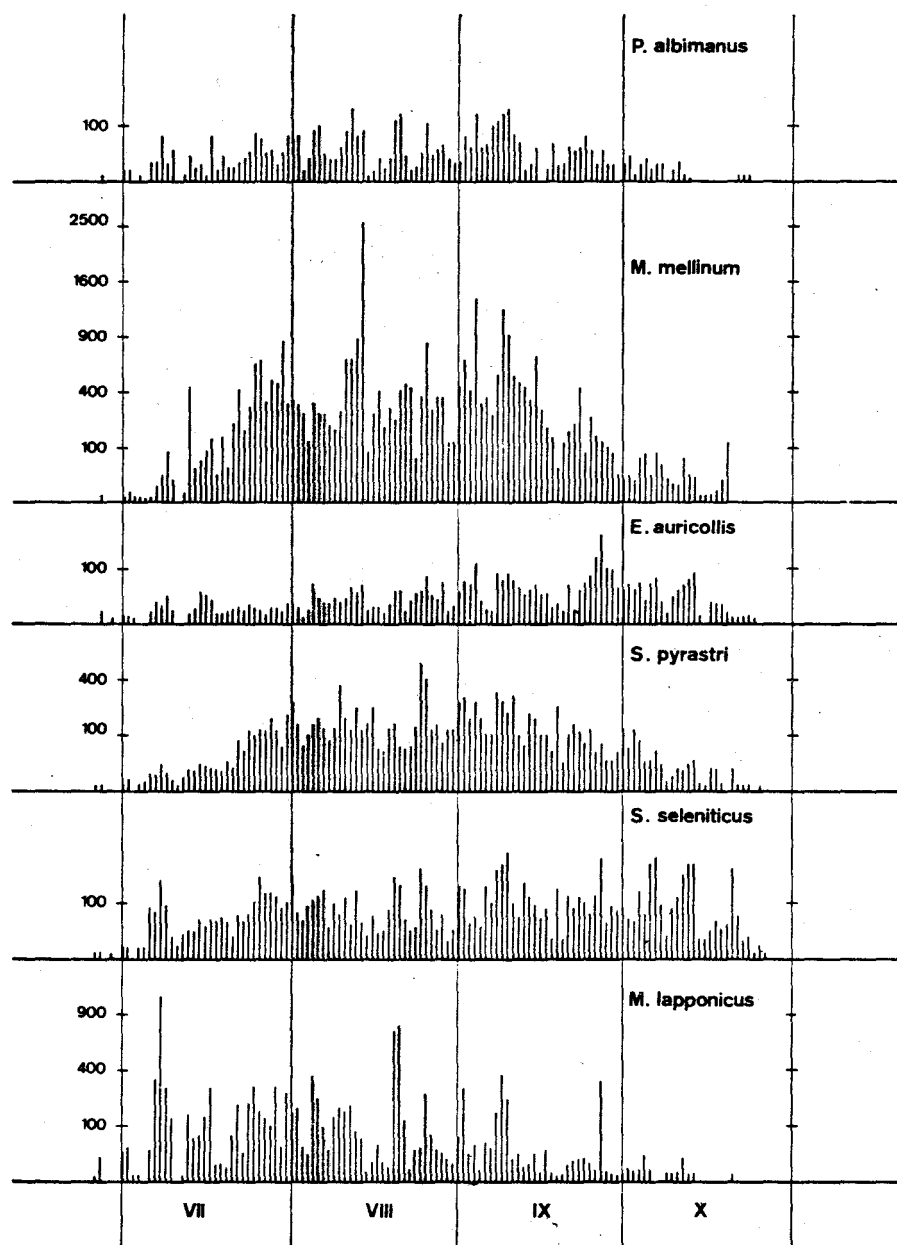 P. albimanus
100
2500
M. mellinum
1600
900
400
100
E. auricollis
100
S. pyrastri
400
100
S. seleniticus
100
M. lapponicus
900
400
100
VII VIII IX X